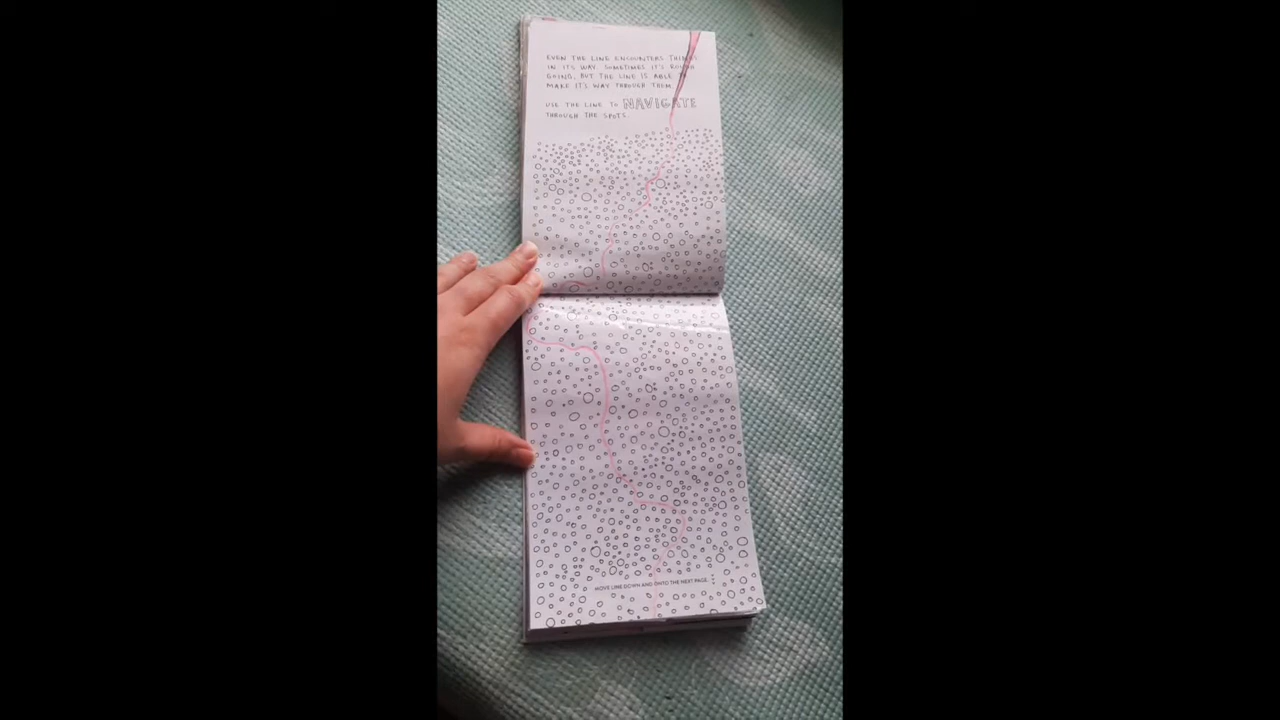 EVEN THE LINE ENCOUNTERS THINGS
IN ITS WAY. SOMETIMES IT'S ROUGH
GOING, BUT THE LINE IS ABLE TO
MAKE IT'S WAY THROUGH THEM.
USE THE LINE TO NAVIGATE
THROUGH THE SPOTS.
MOVE LINE DOWN AND ONTO THE NEXT PAGE...